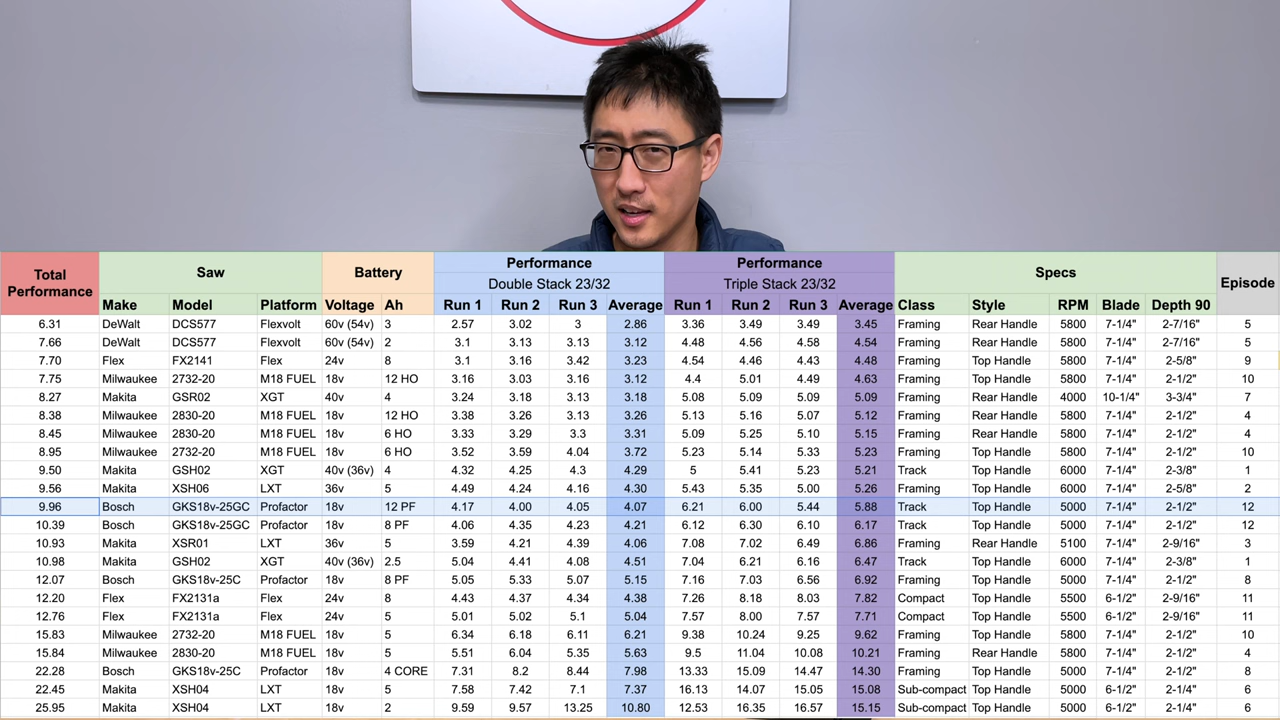 Total Performance Saw Battery Performance Performance Specs Episode
Double Stack 23/32 Triple Stack 23/32
Make Model Platform Voltage Ah Run 1 Run 2 Run 3 Average Run 1 Run 2 Run 3 Average Class Style RPM Blade Depth 90
6.31 DeWalt DCS577 Flexvolt 60v (54v) 3 2.57 3.02 3 2.86 3.36 3.49 3.49 3.45 Framing Rear Handle 5800 7-1/4" 2-7/16" 5
7.66 DeWalt DCS577 Flexvolt 60v (54v) 2 3.1 3.13 3.13 3.12 4.48 4.56 4.58 4.54 Framing Rear Handle 5800 7-1/4" 2-7/16" 5
7.70 Flex FX2141 Flex 24v 8 3.1 3.16 3.42 3.23 4.54 4.46 4.43 4.48 Framing Top Handle 5800 7-1/4" 2-5/8" 9
7.75 Milwaukee 2732-20 M18 FUEL 18v 12 HO 3.16 3.03 3.16 3.12 4.4 5.01 4.49 4.63 Framing Top Handle 5800 7-1/4" 2-1/2" 10
8.27 Makita GSR02 XGT 40v 4 3.24 3.18 3.13 3.18 5.08 5.09 5.09 5.09 Framing Rear Handle 4000 10-1/4" 3-3/4" 7
8.38 Milwaukee 2830-20 M18 FUEL 18v 12 HO 3.38 3.26 3.13 3.26 5.13 5.16 5.07 5.12 Framing Rear Handle 5800 7-1/4" 2-1/2" 4
8.45 Milwaukee 2830-20 M18 FUEL 18v 6 HO 3.33 3.29 3.3 3.31 5.09 5.25 5.10 5.15 Framing Rear Handle 5800 7-1/4" 2-1/2" 4
8.95 Milwaukee 2732-20 M18 FUEL 18v 6 HO 3.52 3.59 4.04 3.72 5.23 5.14 5.33 5.23 Framing Top Handle 5800 7-1/4" 2-1/2" 10
9.50 Makita GSH02 XGT 40v (36v) 4 4.32 4.25 4.3 4.29 5 5.41 5.23 5.21 Track Top Handle 6000 7-1/4" 2-3/8" 1
9.56 Makita XSH06 LXT 36v 5 4.49 4.24 4.16 4.30 5.43 5.35 5.00 5.26 Framing Top Handle 6000 7-1/4" 2-5/8" 2
9.96 Bosch GKS18v-25GC Profactor 18v 12 PF 4.17 4.00 4.05 4.07 6.21 6.00 5.44 5.88 Track Top Handle 5000 7-1/4" 2-1/2" 12
10.39 Bosch GKS18v-25GC Profactor 18v 8 PF 4.06 4.35 4.23 4.21 6.12 6.30 6.10 6.17 Track Top Handle 5000 7-1/4" 2-1/2" 12
10.93 Makita XSR01 LXT 36v 5 3.59 4.21 4.39 4.06 7.08 7.02 6.49 6.86 Framing Rear Handle 5100 7-1/4" 2-9/16" 3
10.98 Makita GSH02 XGT 40v (36v) 2.5 5.04 4.41 4.08 4.51 7.04 6.21 6.16 6.47 Track Top Handle 6000 7-1/4" 2-3/8" 1
12.07 Bosch GKS18v-25C Profactor 18v 8 PF 5.05 5.33 5.07 5.15 7.16 7.03 6.56 6.92 Framing Top Handle 5000 7-1/4" 2-1/2" 8
12.20 Flex FX2131a Flex 24v 8 4.43 4.37 4.34 4.38 7.26 8.18 8.03 7.82 Compact Top Handle 5500 6-1/2" 2-9/16" 11
12.76 Flex FX2131a Flex 24v 5 5.01 5.02 5.1 5.04 7.57 8.00 7.57 7.71 Compact Top Handle 5500 6-1/2" 2-9/16" 11
15.83 Milwaukee 2732-20 M18 FUEL 18v 5 6.34 6.18 6.11 6.21 9.38 10.24 9.25 9.62 Framing Top Handle 5800 7-1/4" 2-1/2" 10
15.84 Milwaukee 2830-20 M18 FUEL 18v 5 5.51 6.04 5.35 5.63 9.5 11.04 10.08 10.21 Framing Rear Handle 5800 7-1/4" 2-1/2" 4
22.28 Bosch GKS18v-25C Profactor 18v 4 CORE 7.31 8.2 8.44 7.98 13.33 15.09 14.47 14.30 Framing Top Handle 5000 7-1/4" 2-1/2" 8
22.45 Makita XSH04 LXT 18v 5 7.58 7.42 7.1 7.37 16.13 14.07 15.05 15.08 Sub-compact Top Handle 5000 6-1/2" 2-1/4" 6
25.95 Makita XSH04 LXT 18v 2 9.59 9.57 13.25 10.80 12.53 16.35 16.57 15.15 Sub-compact Top Handle 5000 6-1/2" 2-1/4" 6